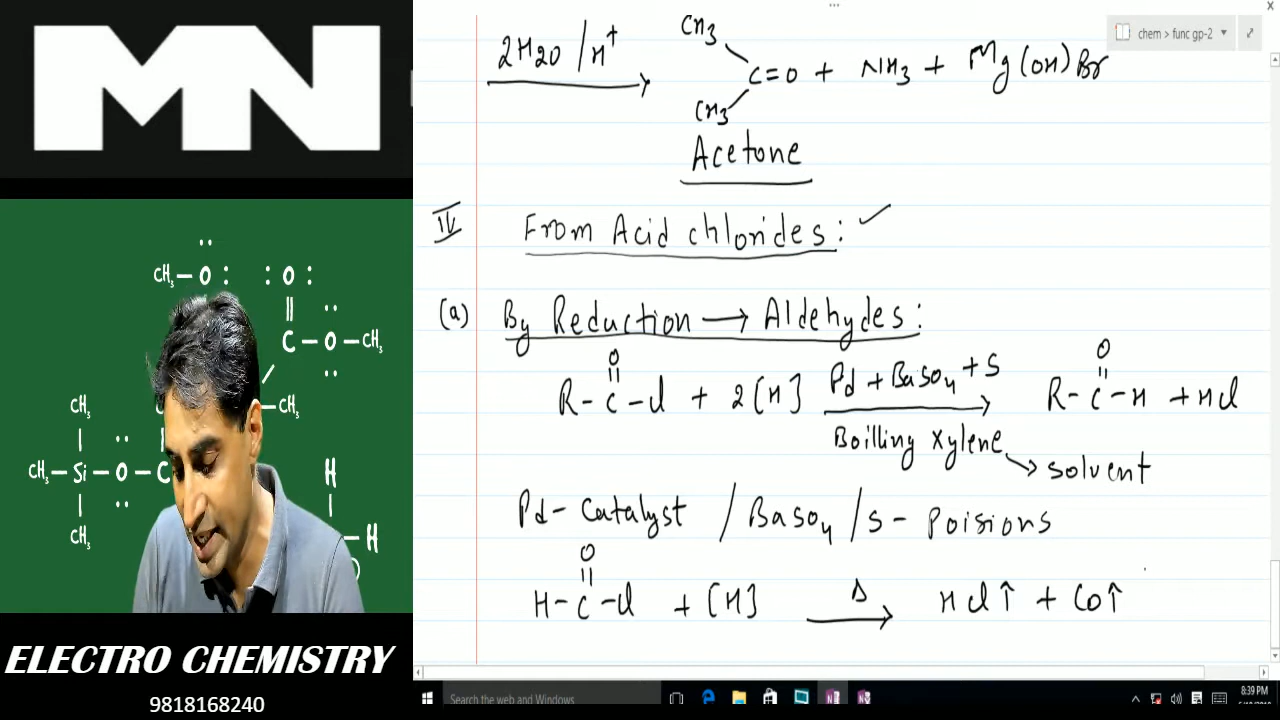 MN
CH3
2H2O / H+ → C=O + NH3 + Mg(OH)Br
CH3
Acetone
chem > func gp-2
IV From Acid chlorides: ✓
(a) By Reduction → Aldehydes:
O O
R-C-Cl + 2[H] Pd + BaSO4 + S → R-C-H + HCl
Boilling Xylene → solvent
Pd- Catalyst / BaSO4 / S - Poisions
O
H-C-Cl + [H] Δ → HCl↑ + CO↑
CH3 — O : : O :
C — O — CH3
CH3 CH3
CH3 — Si — O — C H
CH3 H
ELECTRO CHEMISTRY
9818168240
Search the web and Windows
8:39 PM